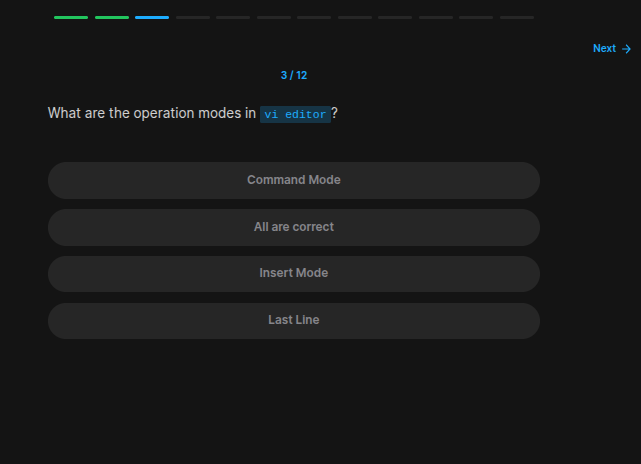 Next →
3 / 12
What are the operation modes in vi editor?
Command Mode
All are correct
Insert Mode
Last Line